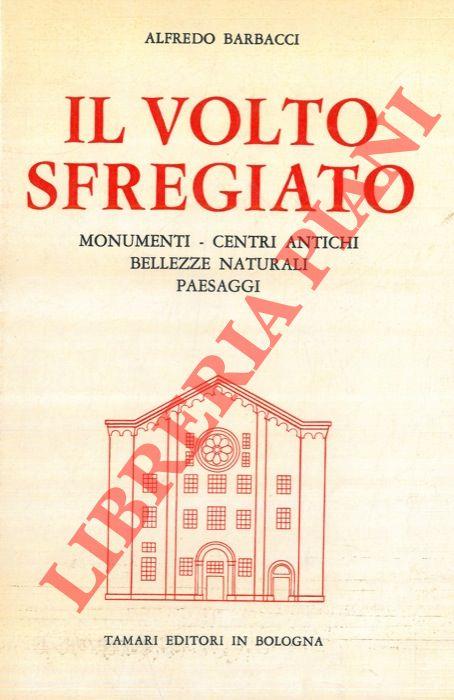 ALFREDO BARBACCI
IL VOLTO
SFREGIATO
MONUMENTI - CENTRI ANTICHI
BELLEZZE NATURALI
PAESAGGI
LIBRERIA PIANI
TAMARI EDITORI IN BOLOGNA